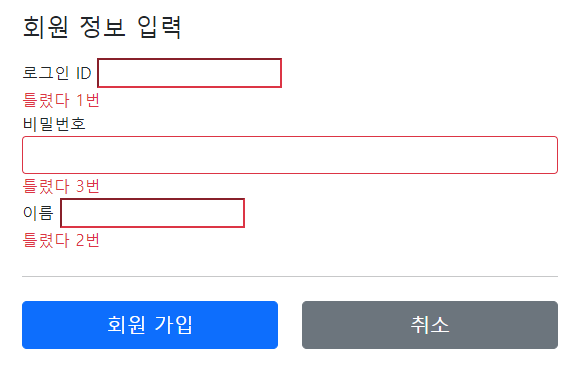 회원 정보 입력
로그인 ID
틀렸다 1번
비밀번호
틀렸다 3번
이름
틀렸다 2번
회원 가입 취소